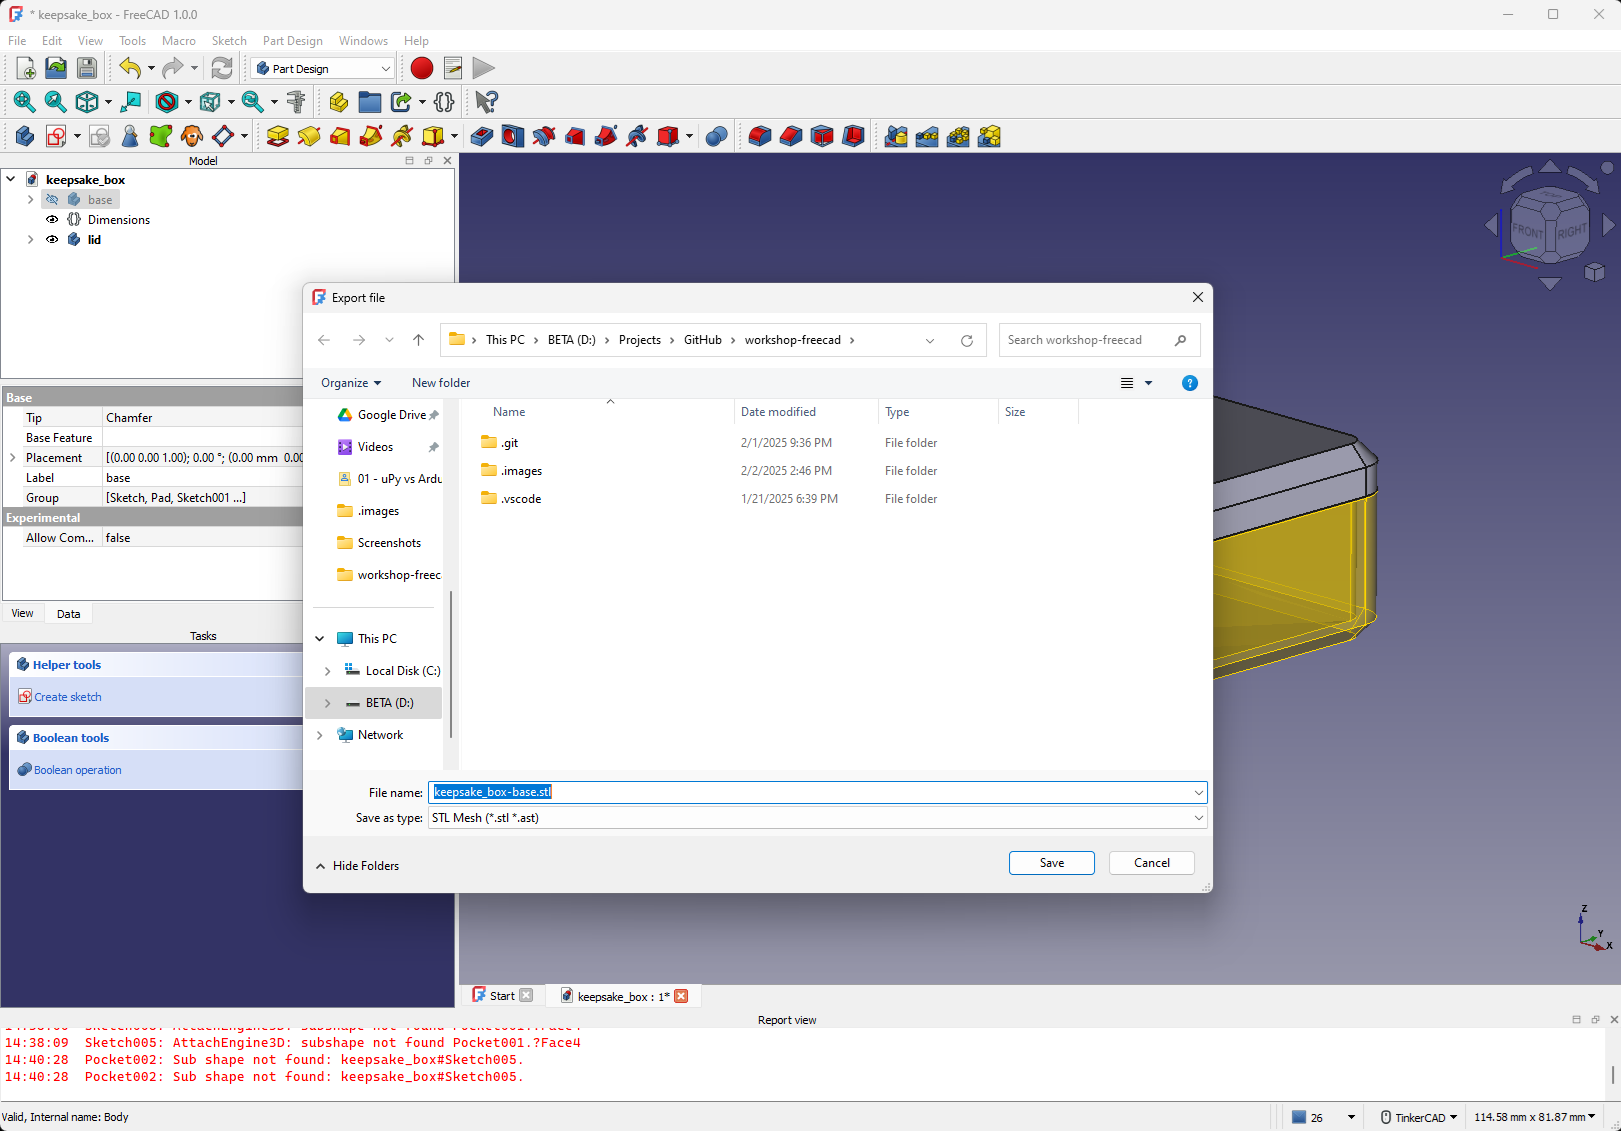 * keepsake_box - FreeCAD 1.0.0
File Edit View Tools Macro Sketch Part Design Windows Help
Part Design
Model
keepsake_box
base
Dimensions
lid
FRONT
RIGHT
Base
Tip Chamfer
Base Feature
Placement [(0.00 0.00 1.00); 0.00 °; (0.00 mm 0.00
Label base
Group [Sketch, Pad, Sketch001 ...]
Experimental
Allow Com... false
View Data
Tasks
Helper tools
Create sketch
Boolean tools
Boolean operation
Export file
This PC > BETA (D:) > Projects > GitHub > workshop-freecad >
Search workshop-freecad
Organize New folder
Google Drive
Videos
01 - uPy vs Ardu
.images
Screenshots
workshop-freec
This PC
Local Disk (C:)
BETA (D:)
Network
Name Date modified Type Size
.git 2/1/2025 9:36 PM File folder
.images 2/2/2025 2:46 PM File folder
.vscode 1/21/2025 6:39 PM File folder
File name: keepsake_box-base.stl
Save as type: STL Mesh (*.stl *.ast)
Hide Folders
Save Cancel
Z
Y
X
Start keepsake_box : 1*
Report view
14:38:09 Sketch005: AttachEngine3D: subshape not found Pocket001.?Face4
14:40:28 Pocket002: Sub shape not found: keepsake_box#Sketch005.
14:40:28 Pocket002: Sub shape not found: keepsake_box#Sketch005.
Valid, Internal name: Body
26 TinkerCAD 114.58 mm x 81.87 mm